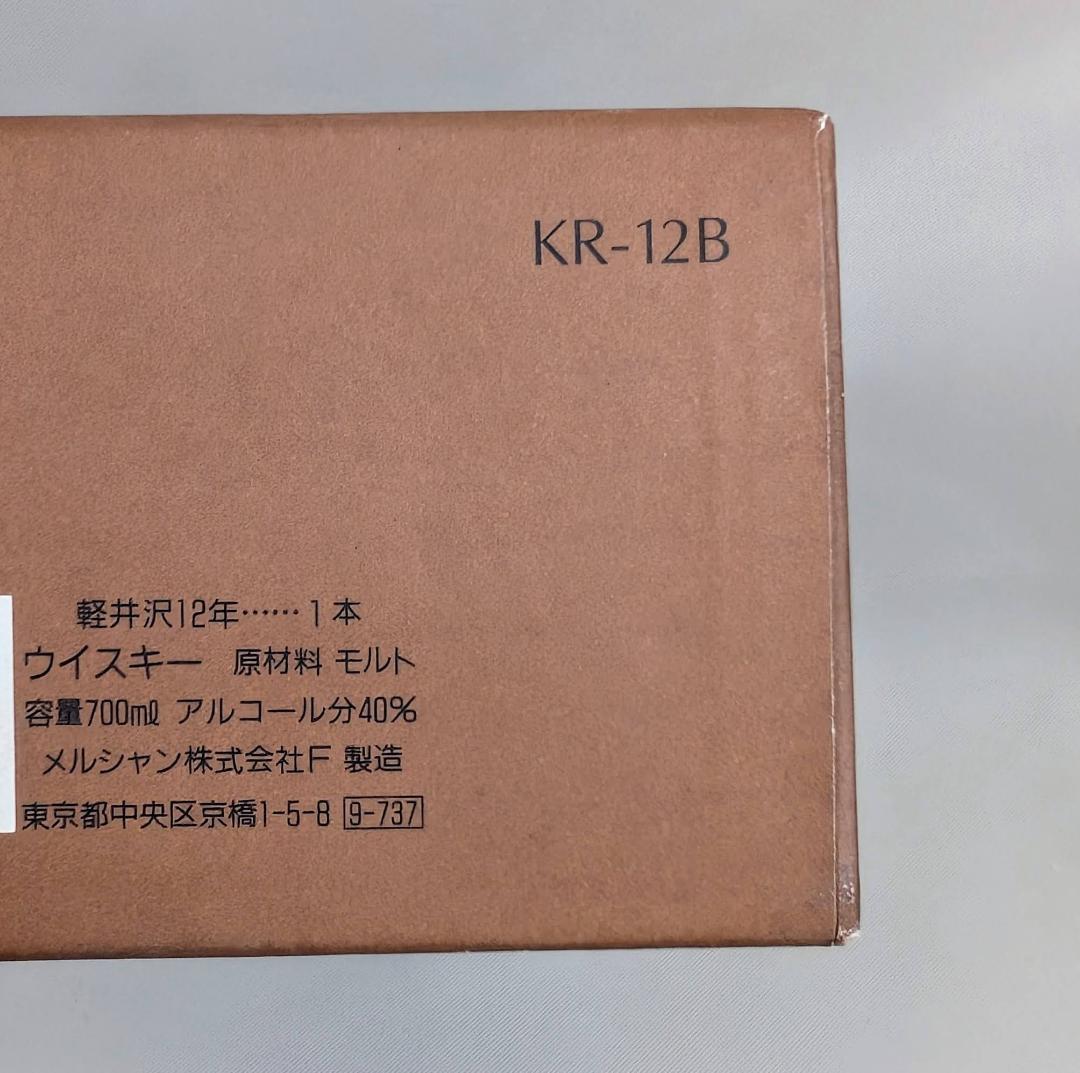 KR-12B
軽井沢12年……1本
ウイスキー 原材料 モルト
容量700mℓ アルコール分40%
メルシャン株式会社F 製造
東京都中央区京橋1-5-8 9-737